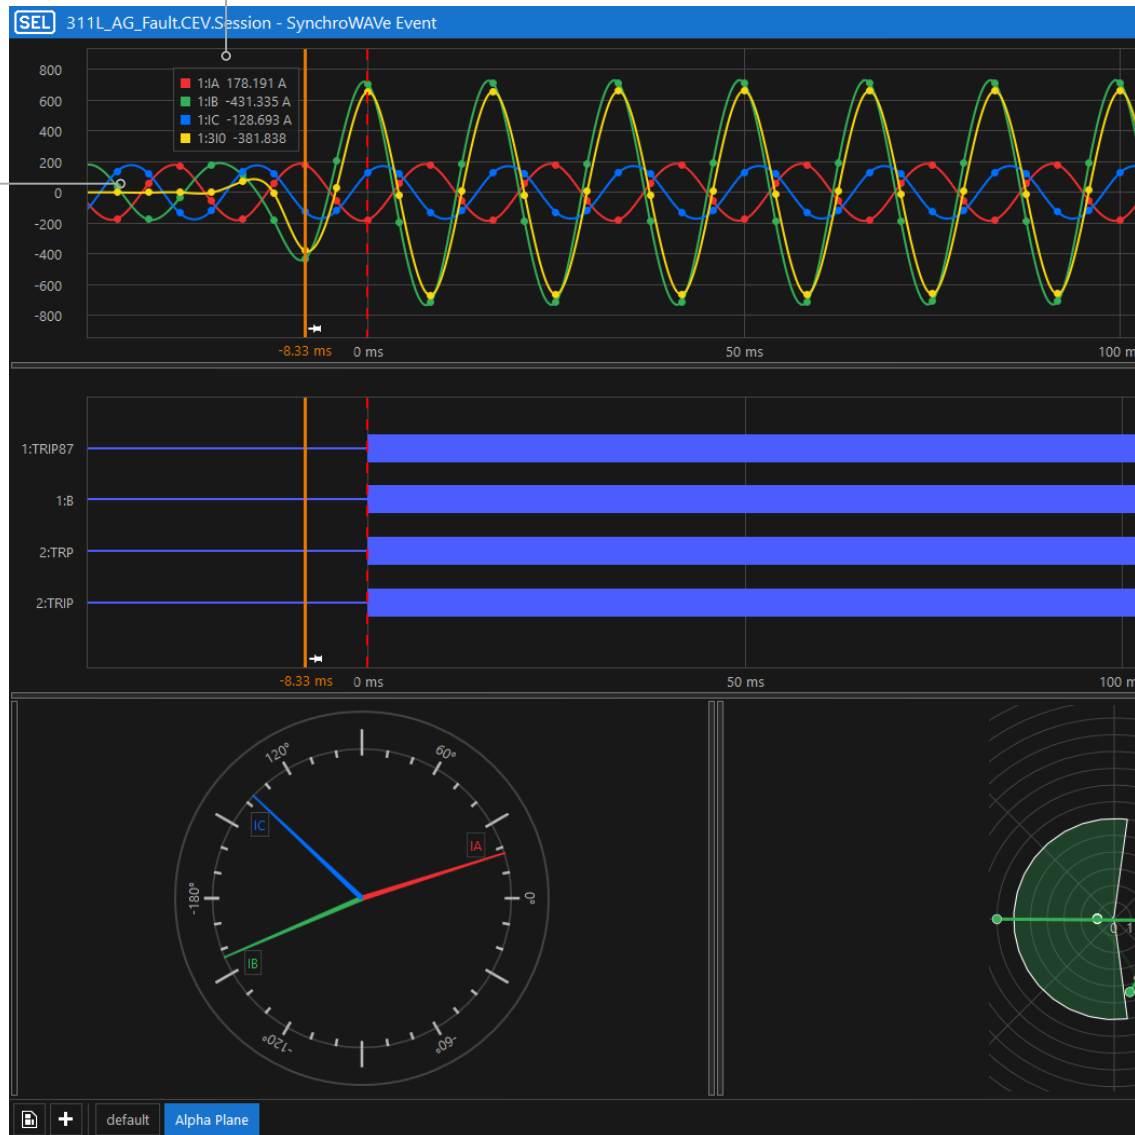 SEL 311L_AG_Fault.CEV.Session - SynchroWAVe Event
800
600
400
200
0
-200
-400
-600
-800
1:IA 178.191 A
1:IB -431.335 A
1:IC -128.693 A
1:3I0 -381.838
-8.33 ms 0 ms 50 ms 100 m
1:TRIP87
1:B
2:TRP
2:TRIP
-8.33 ms 0 ms 50 ms 100 m
120°
60°
IC
IA
-180°
0°
IB
-120°
-60°
0 1
default Alpha Plane